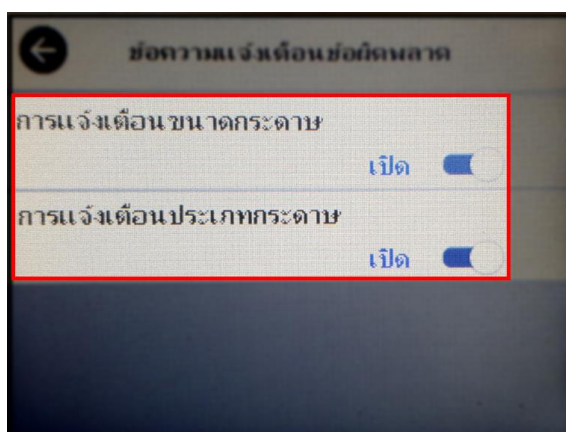 ข้อความแจ้งเตือนข้อผิดพลาด
การแจ้งเตือนขนาดกระดาษ
เปิด
การแจ้งเตือนประเภทกระดาษ
เปิด